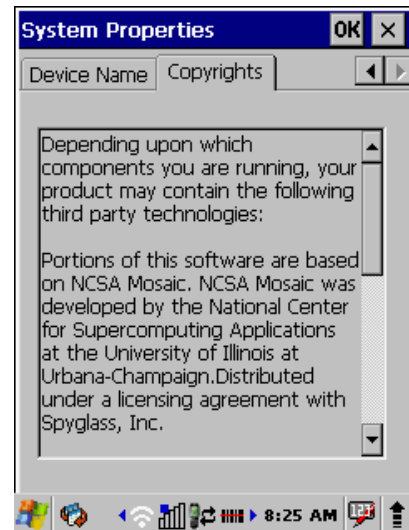 System Properties OK ×
Device Name Copyrights
Depending upon which
components you are running, your
product may contain the following
third party technologies:
Portions of this software are based
on NCSA Mosaic. NCSA Mosaic was
developed by the National Center
for Supercomputing Applications
at the University of Illinois at
Urbana-Champaign.Distributed
under a licensing agreement with
Spyglass, Inc.
8:25 AM 123